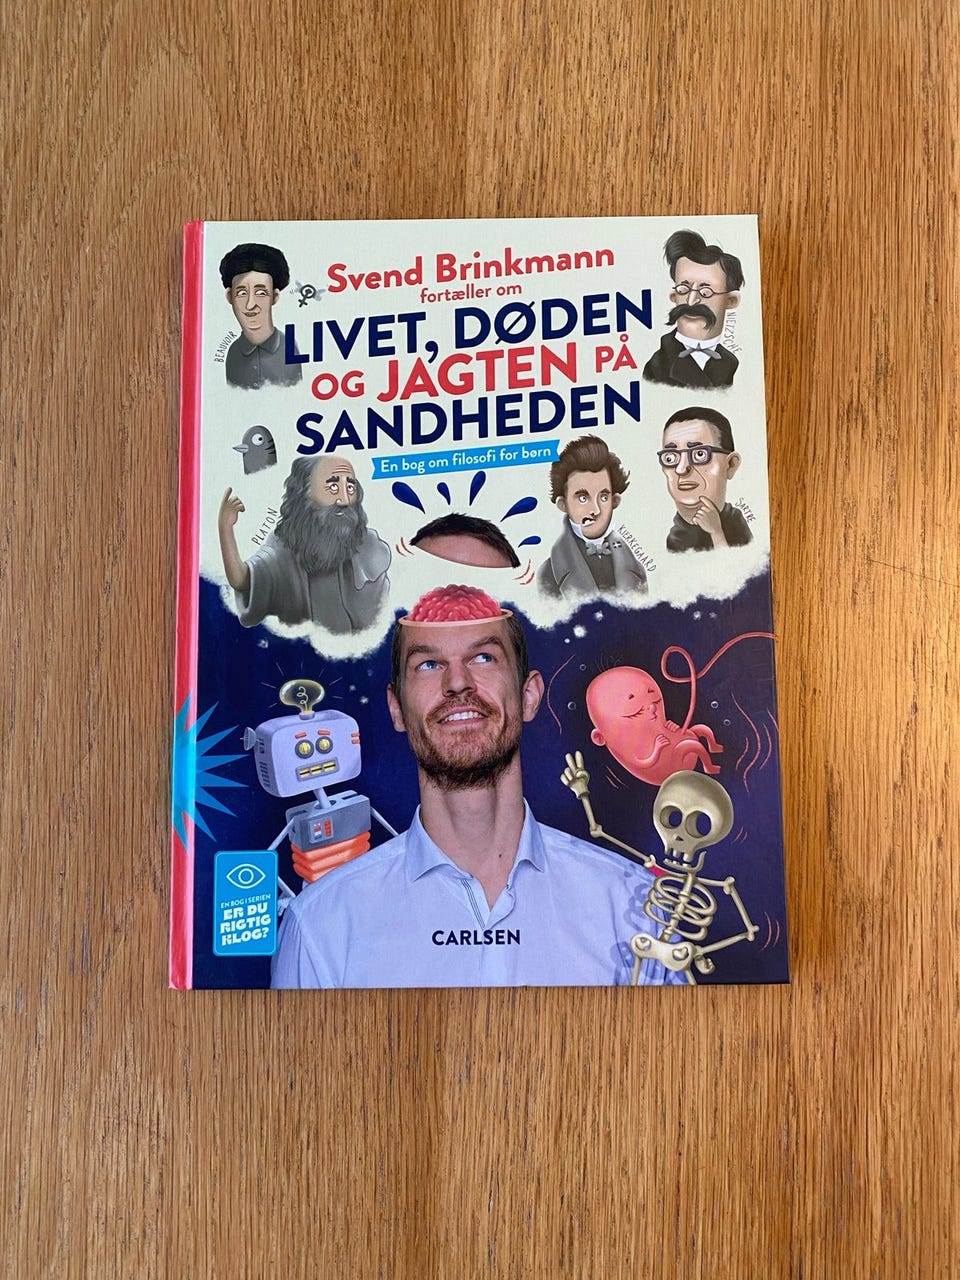 Svend Brinkmann
fortæller om
LIVET, DØDEN
OG JAGTEN PÅ
SANDHEDEN
En bog om filosofi for børn
BEAUVOIR
NIETZSCHE
PLATON
KIERKEGAARD
SARTRE
EN BOG I SERIEN
ER DU
RIGTIG
KLOG?
CARLSEN